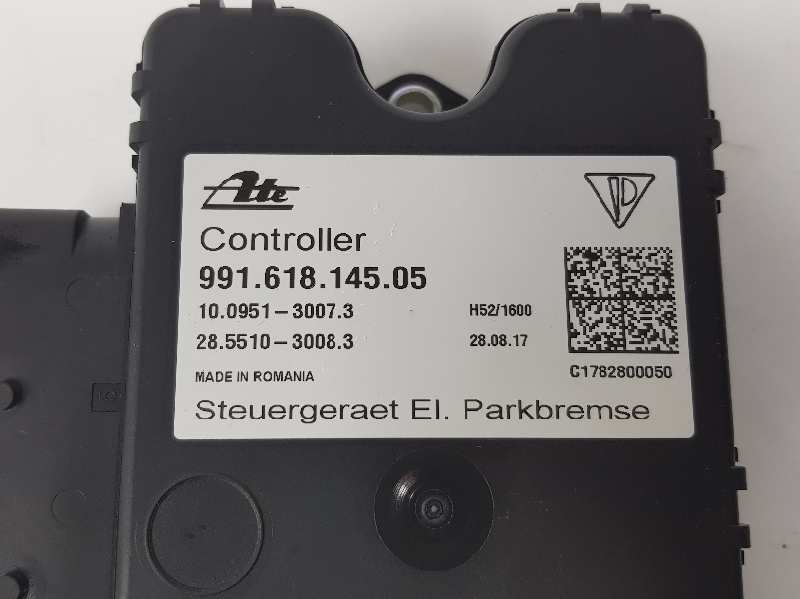 Ate
Controller
991.618.145.05
10.0951-3007.3 H52/1600
28.5510-3008.3 28.08.17
MADE IN ROMANIA C1782800050
Steuergeraet El. Parkbremse